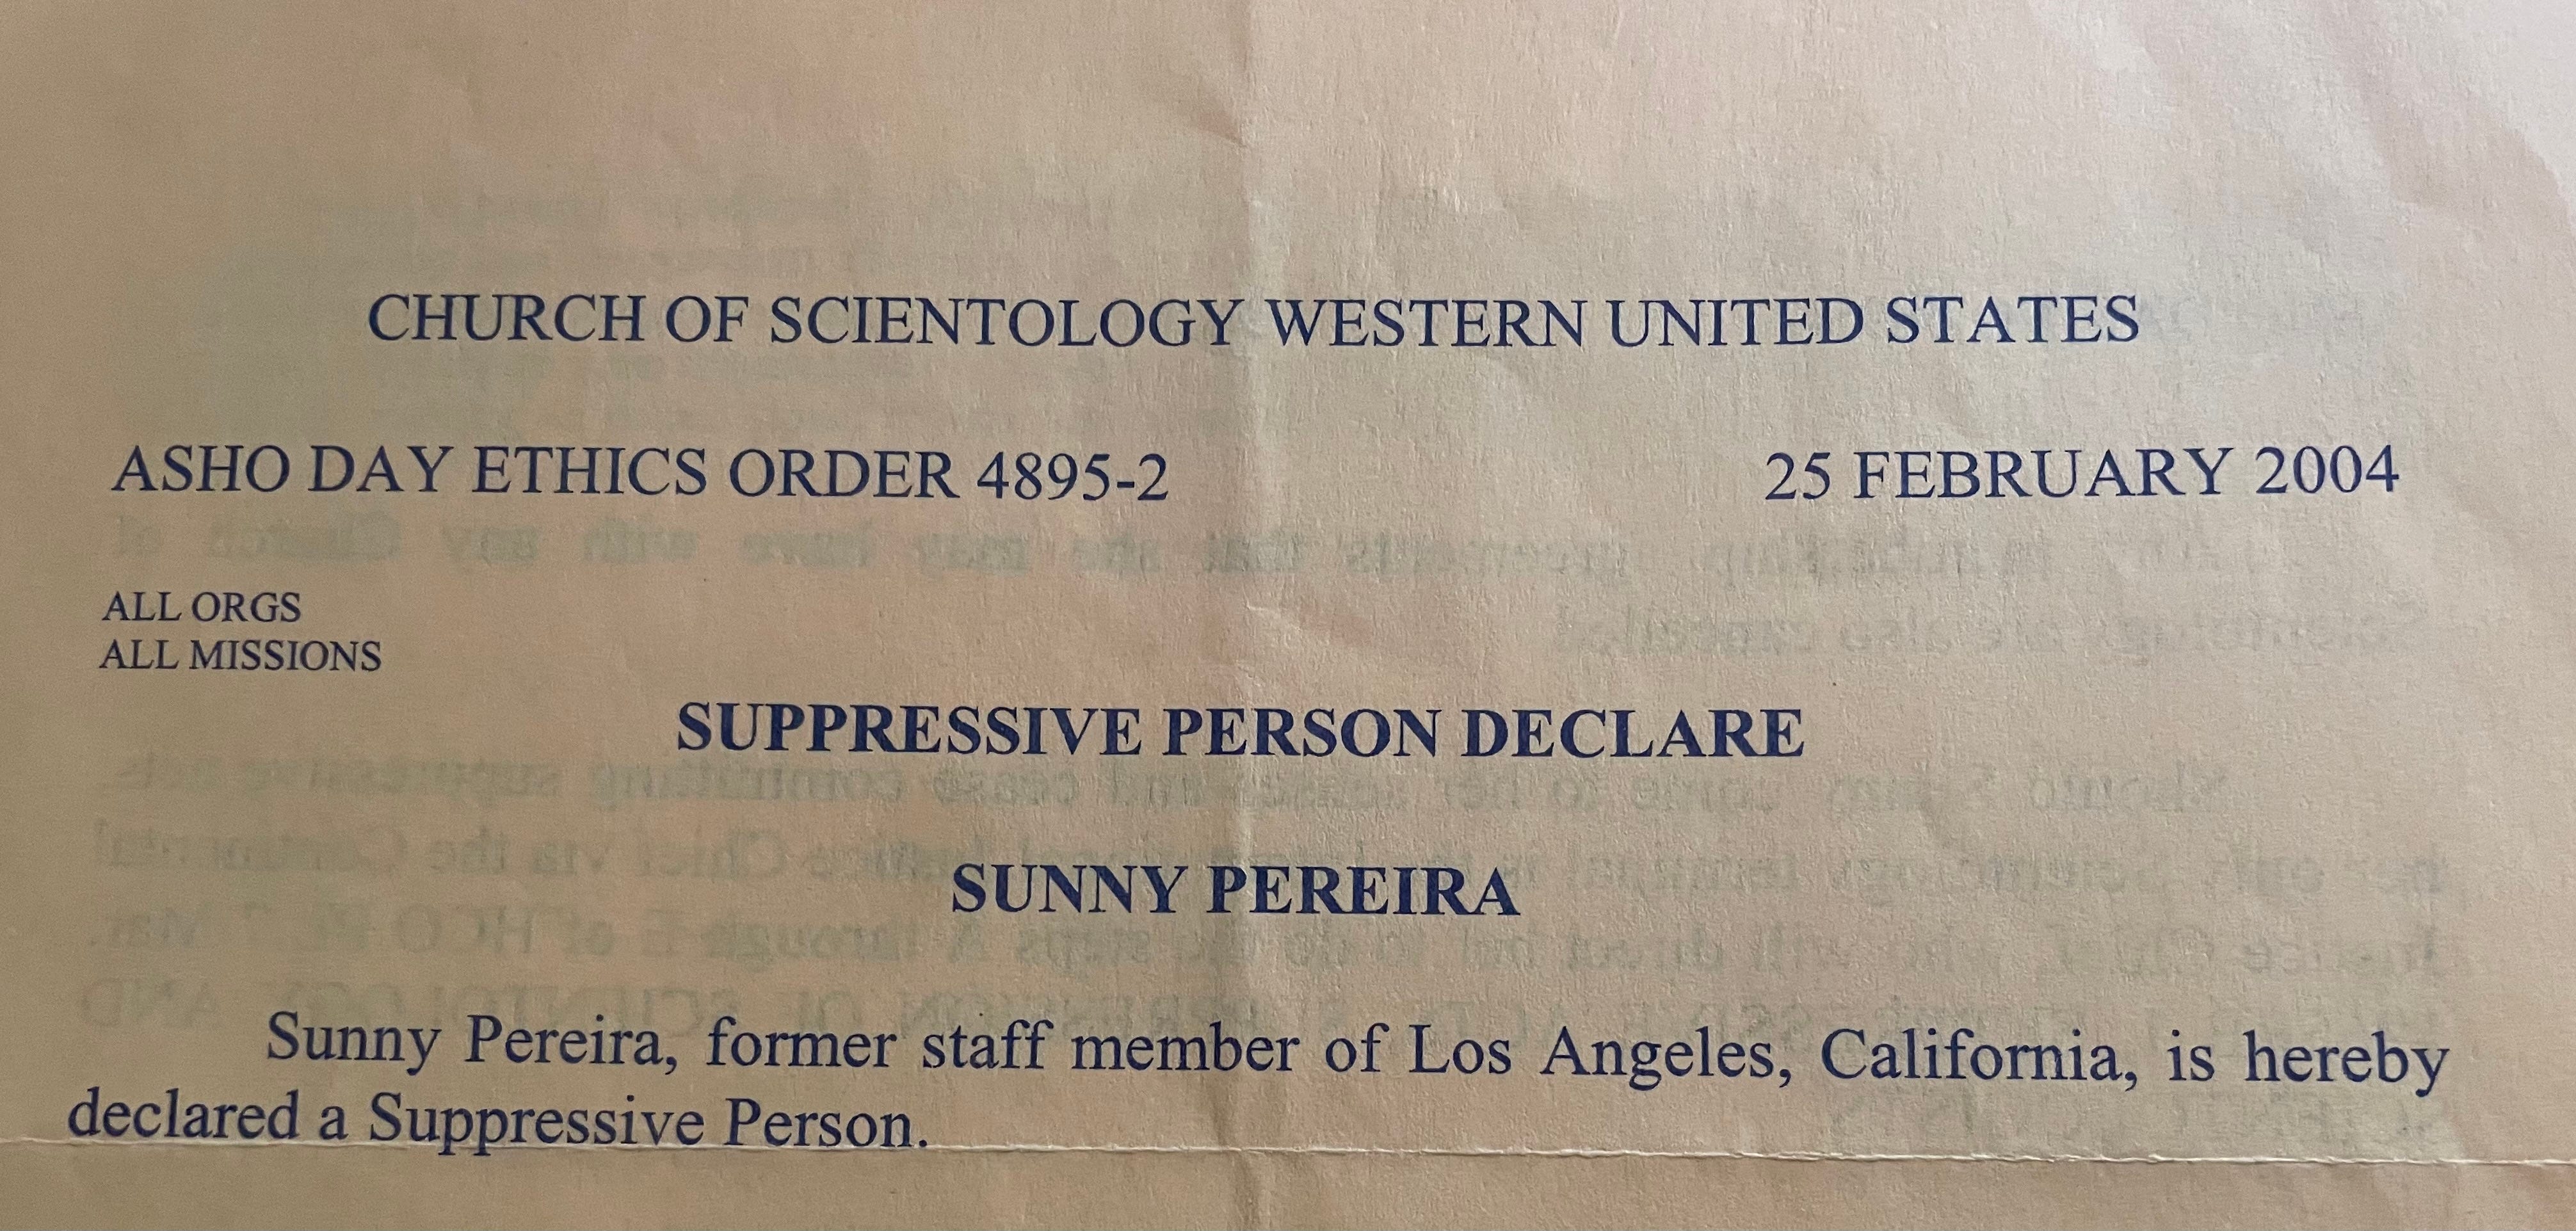 CHURCH OF SCIENTOLOGY WESTERN UNITED STATES
ASHO DAY ETHICS ORDER 4895-2 25 FEBRUARY 2004
ALL ORGS
ALL MISSIONS
SUPPRESSIVE PERSON DECLARE
SUNNY PEREIRA
Sunny Pereira, former staff member of Los Angeles, California, is hereby
declared a Suppressive Person.